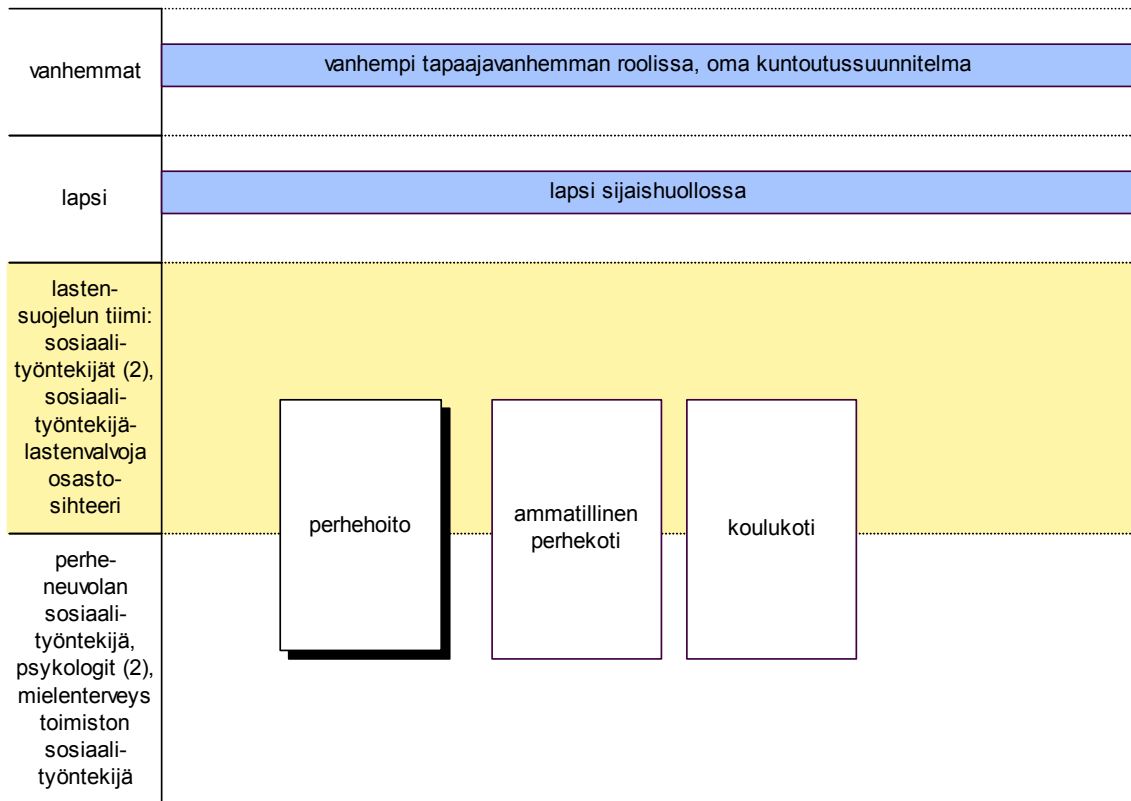 vanhemmat
vanhempi tapaajavanhemman roolissa, oma kuntoutussuunnitelma
lapsi
lapsi sijaishuollossa
lasten-
suojelun tiimi:
sosiaali-
työntekijät (2),
sosiaali-
työntekijä-
lastenvalvoja
osasto-
sihteeri
perhehoito
ammatillinen
perhekoti
koulukoti
perhe-
neuvolan
sosiaali-
työntekijä,
psykologit (2),
mielenterveys
toimiston
sosiaali-
työntekijä